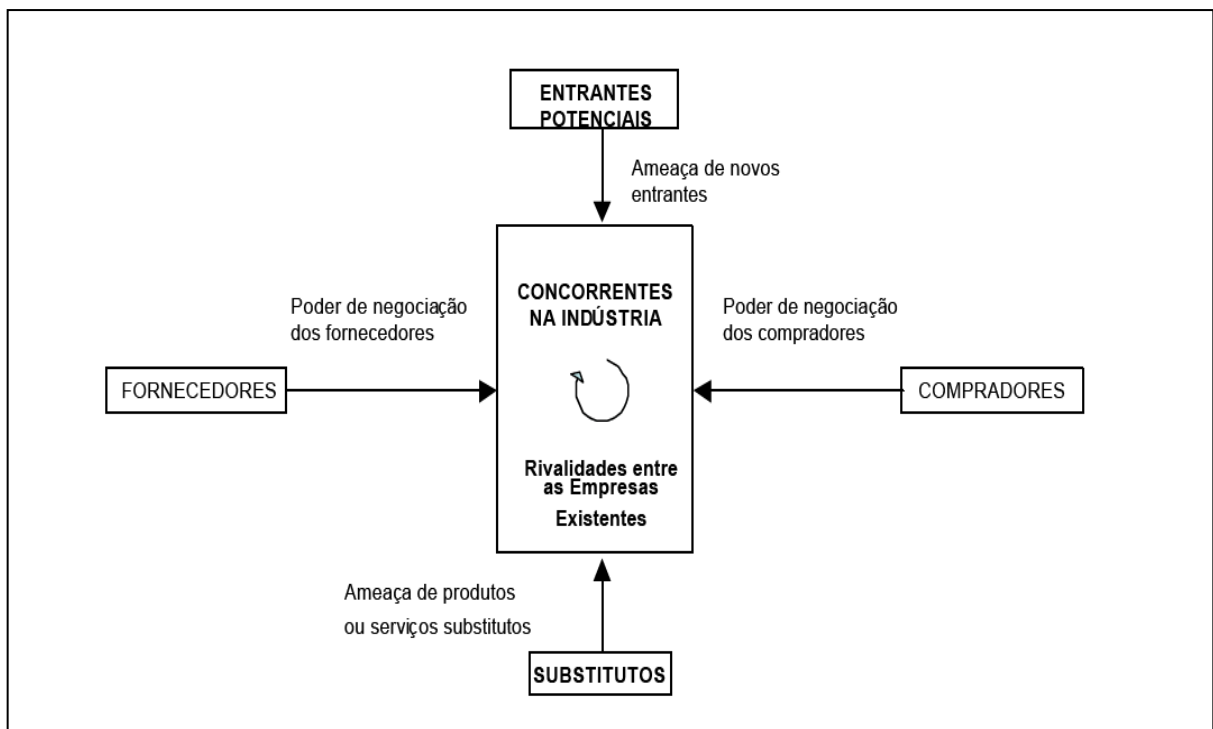 ENTRANTES
POTENCIAIS
Ameaça de novos
entrantes
Poder de negociação
dos fornecedores
CONCORRENTES
NA INDÚSTRIA
Poder de negociação
dos compradores
FORNECEDORES
COMPRADORES
Rivalidades entre
as Empresas
Existentes
Ameaça de produtos
ou serviços substitutos
SUBSTITUTOS